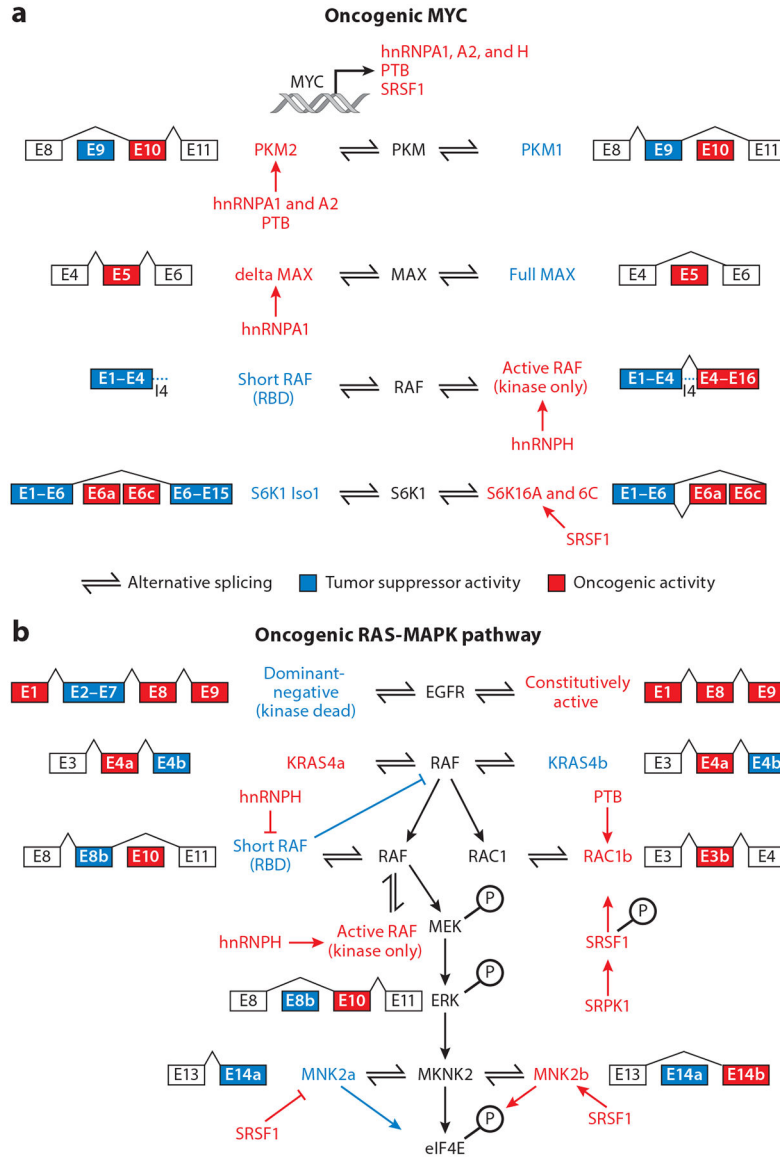 a
Oncogenic MYC
MYC
hnRNPA1, A2, and H
PTB
SRSF1
E8 E9 E10 E11
PKM2
PKM
PKM1
E8 E9 E10 E11
hnRNPA1 and A2
PTB
E4 E5 E6
delta MAX
MAX
Full MAX
E4 E5 E6
hnRNPA1
E1–E4
I4
Short RAF
(RBD)
RAF
Active RAF
(kinase only)
E1–E4 E4–E16
I4
hnRNPH
E1–E6 E6a E6c E6–E15
S6K1 Iso1
S6K1
S6K16A and 6C
E1–E6 E6a E6c
SRSF1
Alternative splicing
Tumor suppressor activity
Oncogenic activity
b
Oncogenic RAS-MAPK pathway
E1 E2–E7 E8 E9
Dominant-
negative
(kinase dead)
EGFR
Constitutively
active
E1 E8 E9
E3 E4a E4b
KRAS4a
RAF
KRAS4b
E3 E4a E4b
hnRNPH
PTB
E8 E8b E10 E11
Short RAF
(RBD)
RAF
RAC1
RAC1b
E3 E3b E4
hnRNPH
Active RAF
(kinase only)
MEK
P
SRSF1
P
E8 E8b E10 E11
ERK
P
SRPK1
E13 E14a
MNK2a
MKNK2
MNK2b
E13 E14a E14b
SRSF1
eIF4E
P
SRSF1